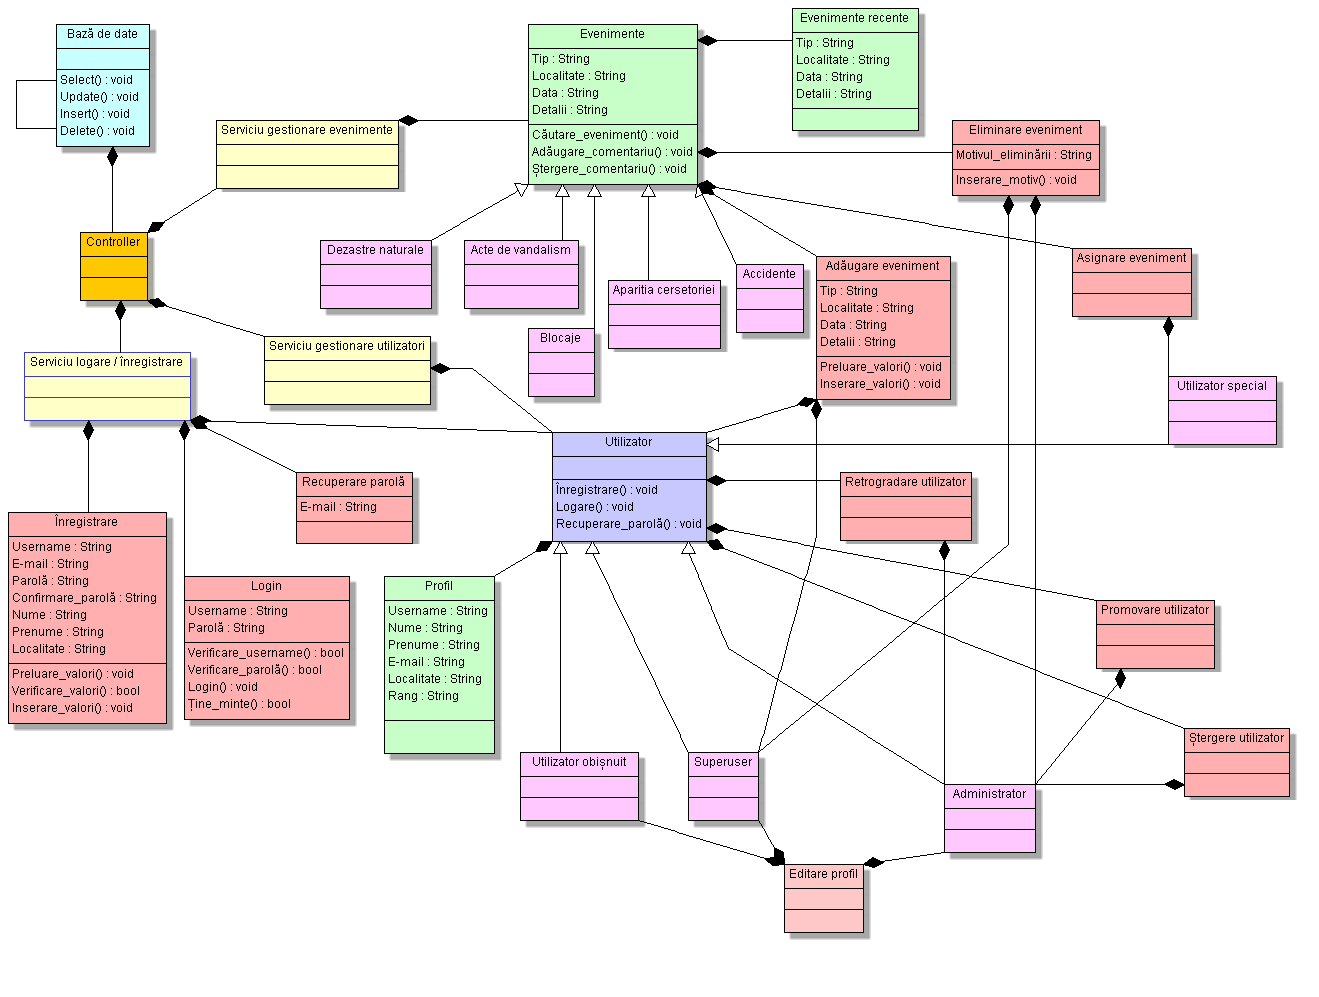 Bază de date
Select() : void
Update() : void
Insert() : void
Delete() : void
Evenimente
Tip : String
Localitate : String
Data : String
Detalii : String
Căutare_eveniment() : void
Adăugare_comentariu() : void
Ștergere_comentariu() : void
Evenimente recente
Tip : String
Localitate : String
Data : String
Detalii : String
Serviciu gestionare evenimente
Eliminare eveniment
Motivul_eliminării : String
Inserare_motiv() : void
Controller
Dezastre naturale
Acte de vandalism
Aparitia cersetoriei
Accidente
Blocaje
Adăugare eveniment
Tip : String
Localitate : String
Data : String
Detalii : String
Preluare_valori() : void
Inserare_valori() : void
Asignare eveniment
Serviciu logare / înregistrare
Serviciu gestionare utilizatori
Utilizator special
Utilizator
Înregistrare() : void
Logare() : void
Recuperare_parolă() : void
Recuperare parolă
E-mail : String
Retrogradare utilizator
Înregistrare
Username : String
E-mail : String
Parolă : String
Confirmare_parolă : String
Nume : String
Prenume : String
Localitate : String
Preluare_valori() : void
Verificare_valori() : bool
Inserare_valori() : void
Login
Username : String
Parolă : String
Verificare_username() : bool
Verificare_parolă() : bool
Login() : void
Ține_minte() : bool
Profil
Username : String
Nume : String
Prenume : String
E-mail : String
Localitate : String
Rang : String
Promovare utilizator
Ștergere utilizator
Utilizator obișnuit
Superuser
Administrator
Editare profil